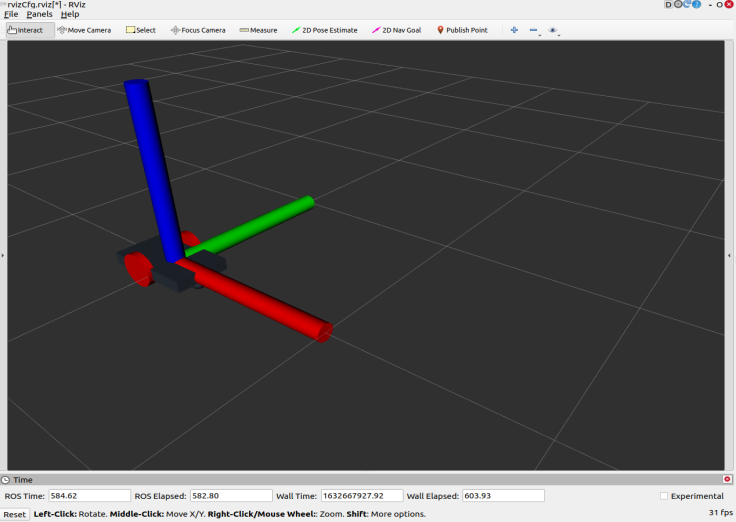 rvizCfg.rviz[*] - RViz
File Panels Help
Interact Move Camera Select Focus Camera Measure 2D Pose Estimate 2D Nav Goal Publish Point
Time
ROS Time: 584.62 ROS Elapsed: 582.80 Wall Time: 1632667927.92 Wall Elapsed: 603.93 Experimental
Reset Left-Click: Rotate. Middle-Click: Move X/Y. Right-Click/Mouse Wheel:: Zoom. Shift: More options. 31 fps